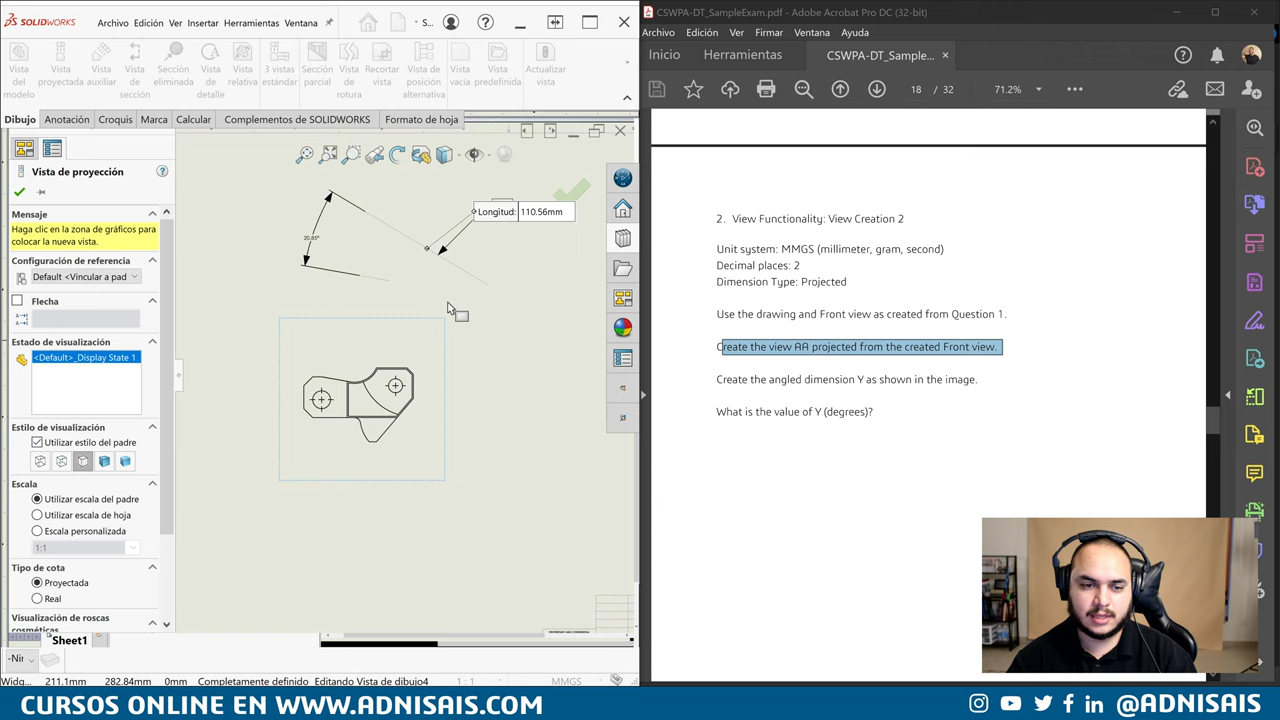 SOLIDWORKS
Archivo Edición Ver Insertar Herramientas Ventana
S...
Vista del modelo
Vista proyectada
Vista auxiliar
Vista de sección
Sección eliminada
Vista de detalle
Vista relativa
3 vistas estándar
Sección parcial
Vista de rotura
Recortar vista
Vista de posición alternativa
Vista vacía
Vista predefinida
Actualizar vista
Dibujo Anotación Croquis Marca Calcular Complementos de SOLIDWORKS Formato de hoja
Vista de proyección
Mensaje
Haga clic en la zona de gráficos para
colocar la nueva vista.
Configuración de referencia
Default <Vincular a pad
Flecha
Estado de visualización
<Default>_Display State 1
Estilo de visualización
Utilizar estilo del padre
Escala
Utilizar escala del padre
Utilizar escala de hoja
Escala personalizada
1:1
Tipo de cota
Proyectada
Real
Visualización de roscas
Longitud: 110.56mm
PROPRIETARY AND CONFIDENTIAL
Sheet1
-Nin
Widg... 211.1mm 282.84mm 0mm Completamente definido Editando Vista de dibujo4 1:1 MMGS
CSWPA-DT_SampleExam.pdf - Adobe Acrobat Pro DC (32-bit)
Archivo Edición Ver Firmar Ventana Ayuda
Inicio Herramientas CSWPA-DT_Sample... ×
18 / 32 71.2%
2. View Functionality: View Creation 2
Unit system: MMGS (millimeter, gram, second)
Decimal places: 2
Dimension Type: Projected
Use the drawing and Front view as created from Question 1.
Create the view AA projected from the created Front view.
Create the angled dimension Y as shown in the image.
What is the value of Y (degrees)?
CURSOS ONLINE EN WWW.ADNISAIS.COM
@ADNISAIS